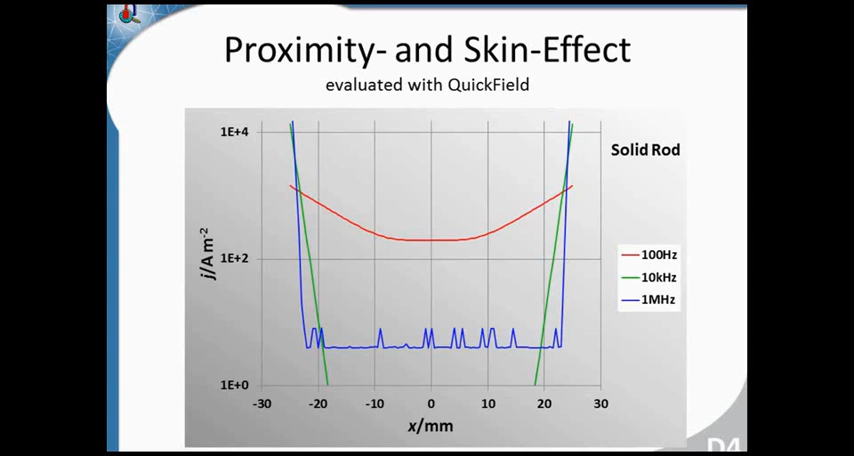 Proximity- and Skin-Effect
evaluated with QuickField
Solid Rod
1E+4
1E+2
1E+0
j/A m-2
-30 -20 -10 0 10 20 30
x/mm
100Hz
10kHz
1MHz
D4